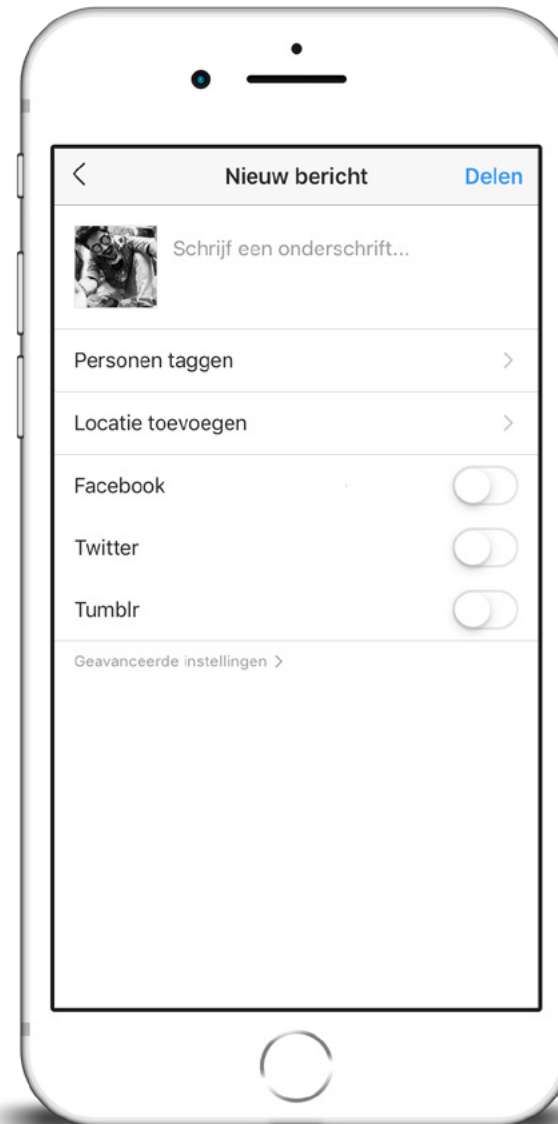 Nieuw bericht
Delen
Schrijf een onderschrift...
Personen taggen
Locatie toevoegen
Facebook
Twitter
Tumblr
Geavanceerde instellingen